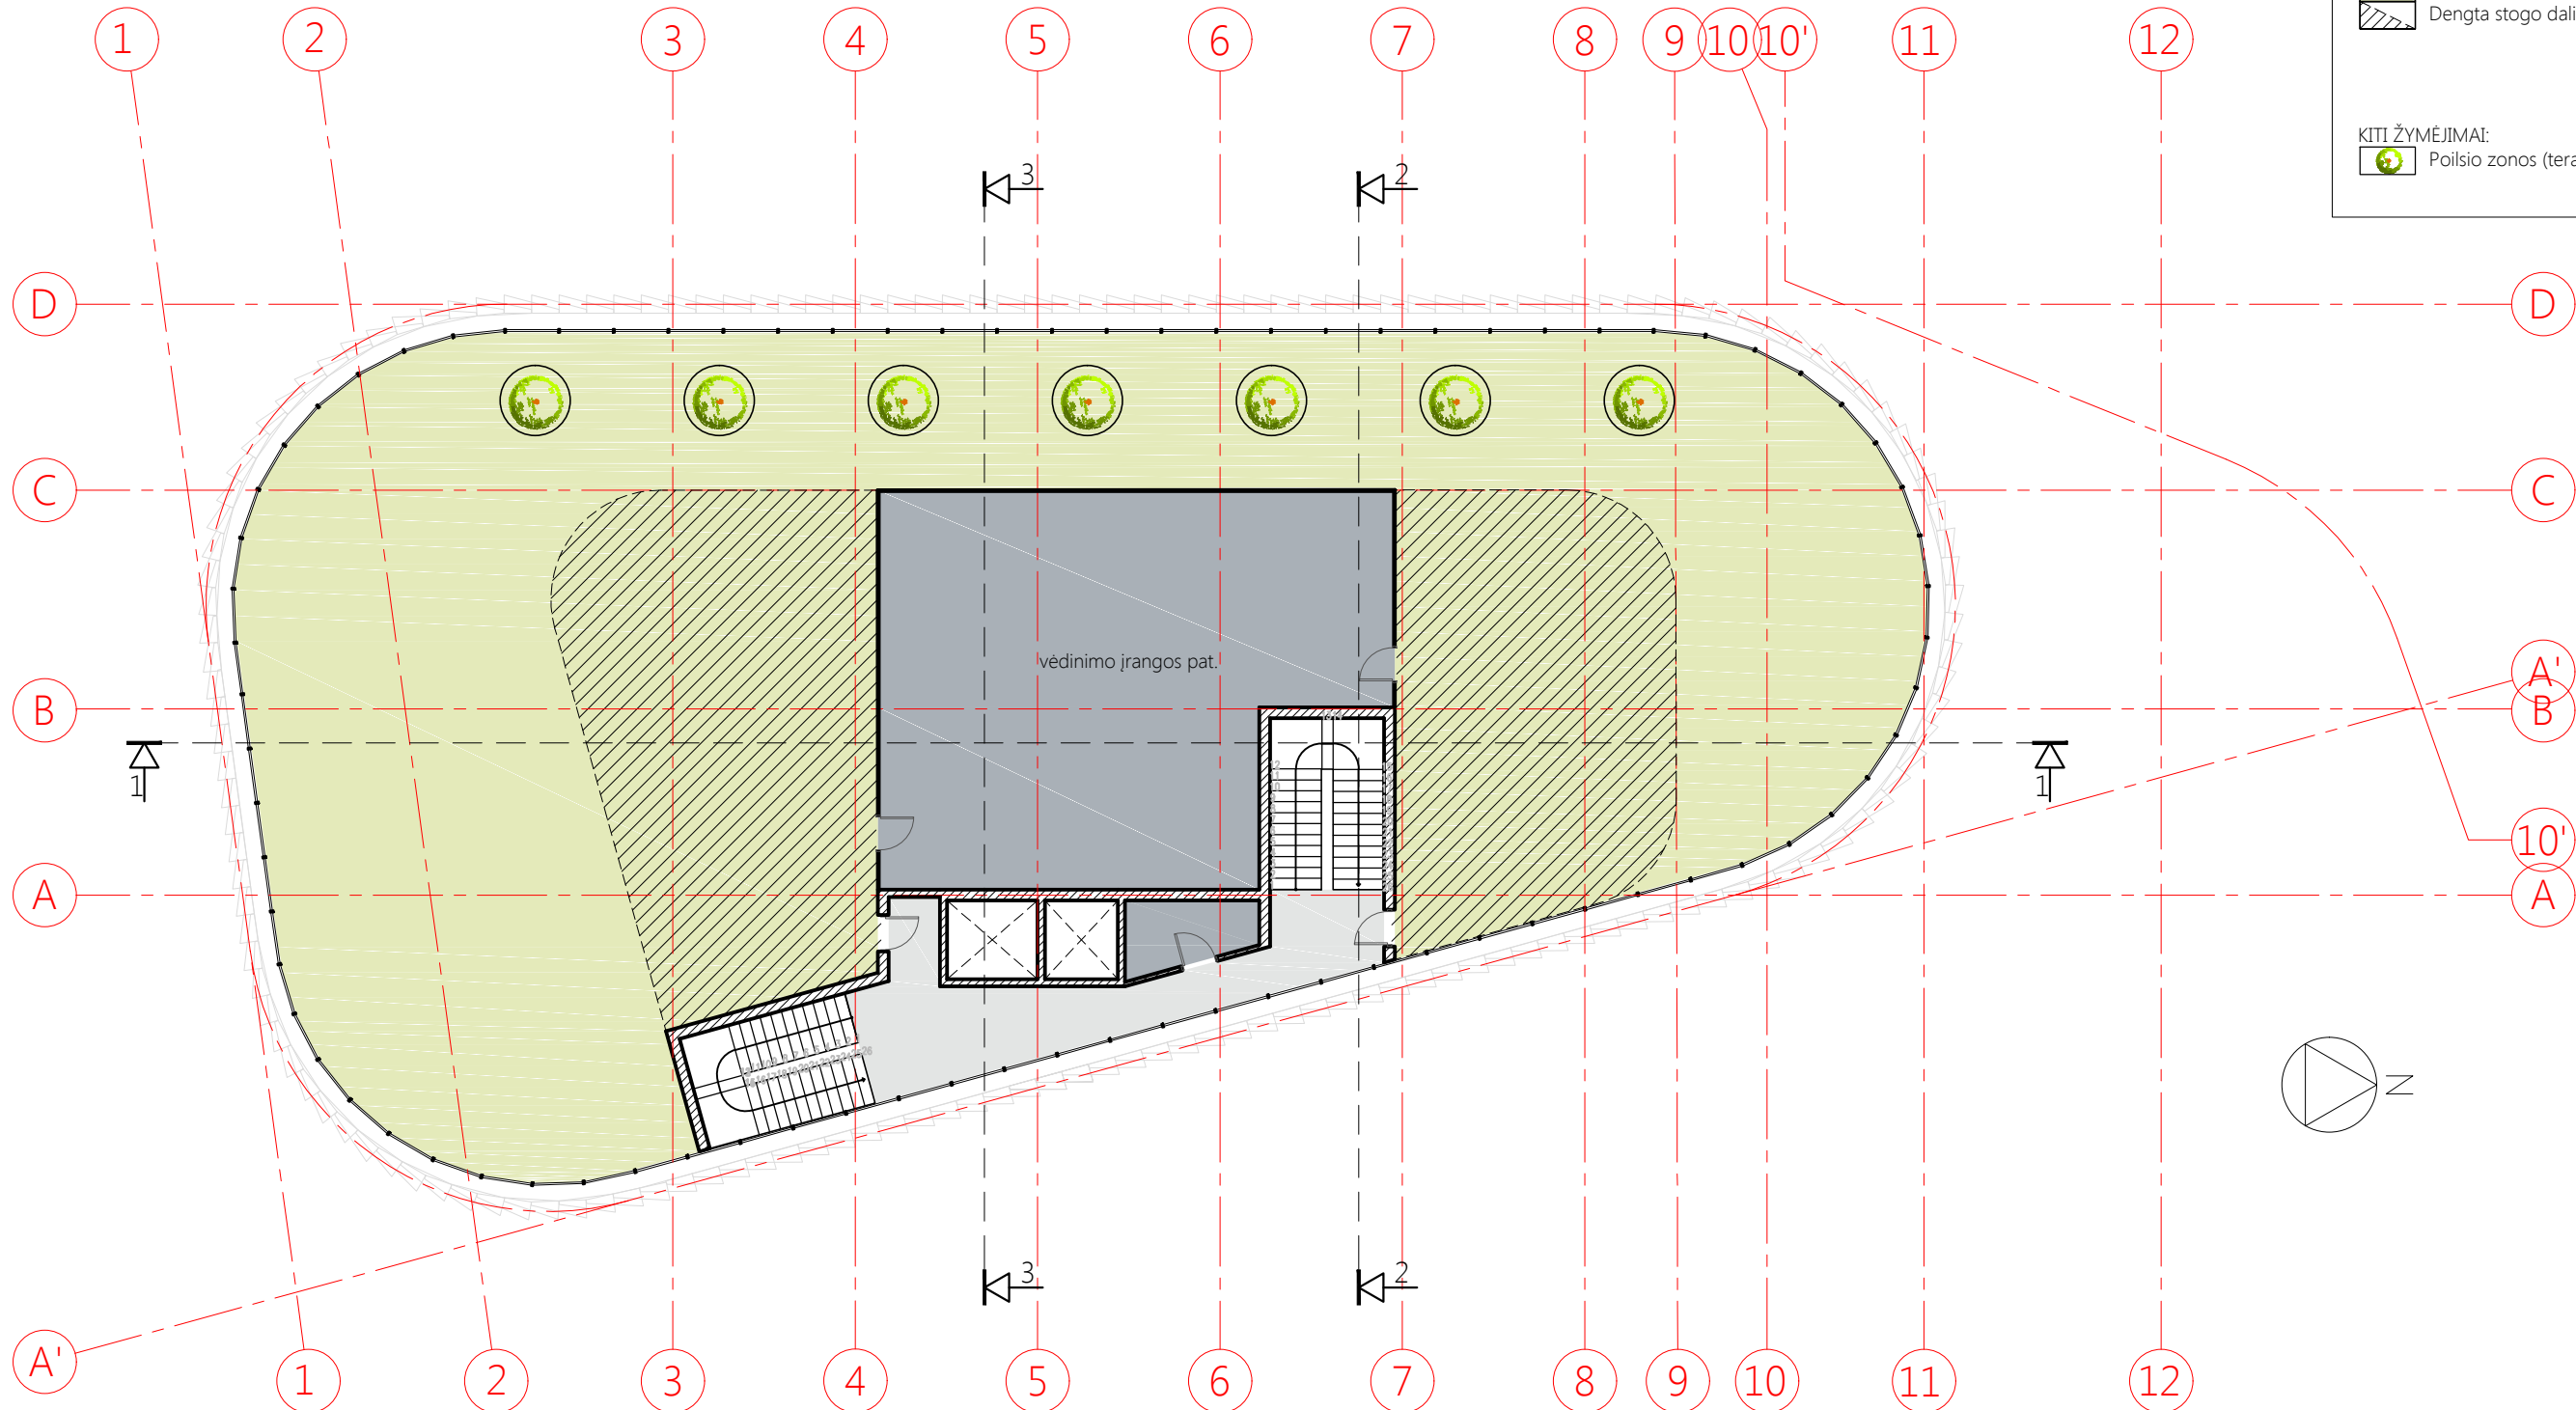 1 2 3 4 5 6 7 8 9 10 10' 11 12
Dengta stogo dali
KITI ŽYMĖJIMAI:
Poilsio zonos (tera
3 2
D D
C C
vėdinimo įrangos pat.
A'
B B
1 1
10'
A A
N
3 2
A'
1 2 3 4 5 6 7 8 9 10 11 12